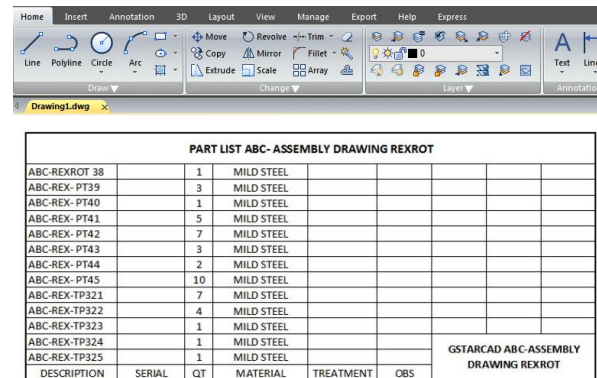 Home Insert Annotation 3D Layout View Manage Export Help Express
Move Revolve Trim
Copy Mirror Fillet 0
Line Polyline Circle Arc Extrude Scale Array Text
Draw Change Layer
Drawing1.dwg
PART LIST ABC- ASSEMBLY DRAWING REXROT
ABC-REXROT 38 1 MILD STEEL
ABC-REX- PT39 3 MILD STEEL
ABC-REX- PT40 1 MILD STEEL
ABC-REX- PT41 5 MILD STEEL
ABC-REX- PT42 7 MILD STEEL
ABC-REX- PT43 3 MILD STEEL
ABC-REX- PT44 2 MILD STEEL
ABC-REX- PT45 10 MILD STEEL
ABC-REX-TP321 7 MILD STEEL
ABC-REX-TP322 4 MILD STEEL
ABC-REX-TP323 1 MILD STEEL
ABC-REX-TP324 1 MILD STEEL
ABC-REX-TP325 1 MILD STEEL
GSTARCAD ABC-ASSEMBLY
DRAWING REXROT
DESCRIPTION SERIAL QT MATERIAL TREATMENT OBS